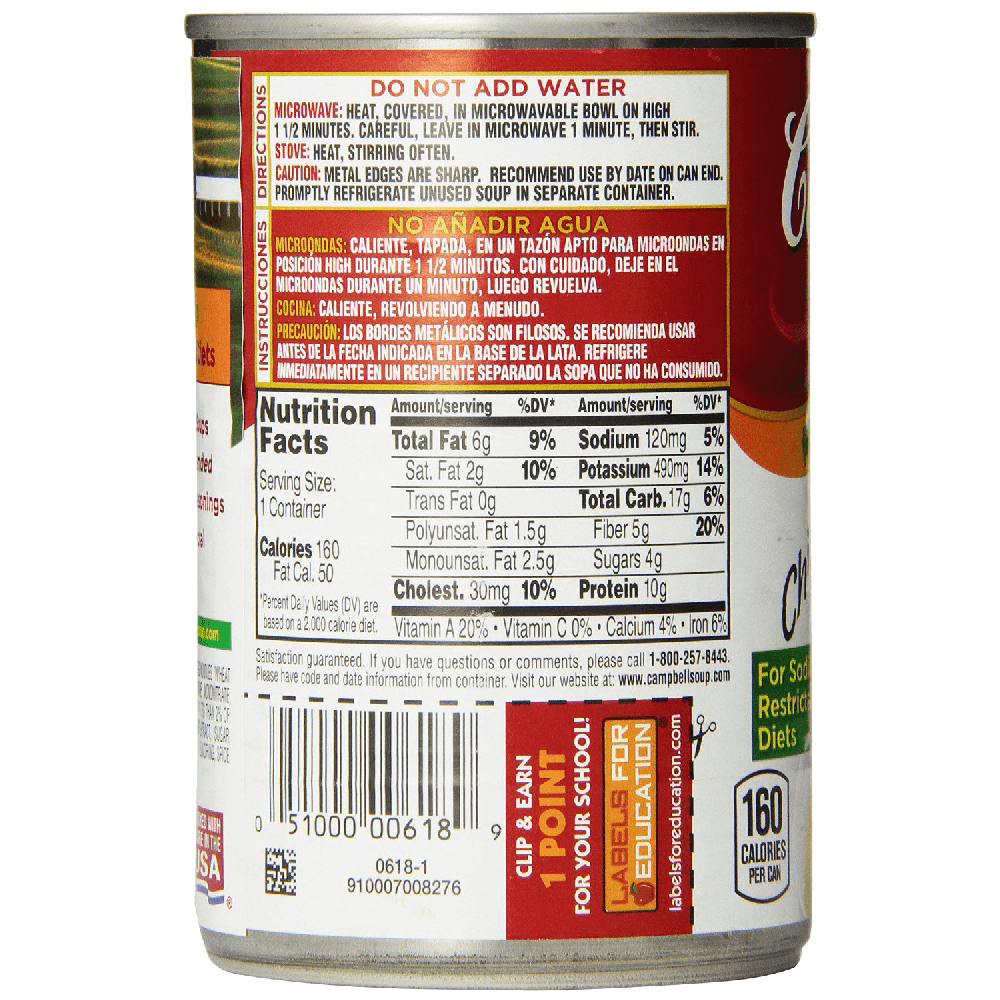 DIRECTIONS
DO NOT ADD WATER
MICROWAVE: HEAT, COVERED, IN MICROWAVABLE BOWL ON HIGH
1 1/2 MINUTES. CAREFUL, LEAVE IN MICROWAVE 1 MINUTE, THEN STIR.
STOVE: HEAT, STIRRING OFTEN.
CAUTION: METAL EDGES ARE SHARP. RECOMMEND USE BY DATE ON CAN END.
PROMPTLY REFRIGERATE UNUSED SOUP IN SEPARATE CONTAINER.
INSTRUCCIONES
NO AÑADIR AGUA
MICROONDAS: CALIENTE, TAPADA, EN UN TAZÓN APTO PARA MICROONDAS EN
POSICIÓN HIGH DURANTE 1 1/2 MINUTOS. CON CUIDADO, DEJE EN EL
MICROONDAS DURANTE UN MINUTO, LUEGO REVUELVA.
COCINA: CALIENTE, REVOLVIENDO A MENUDO.
PRECAUCIÓN: LOS BORDES METÁLICOS SON FILOSOS. SE RECOMIENDA USAR
ANTES DE LA FECHA INDICADA EN LA BASE DE LA LATA. REFRIGERE
INMEDIATAMENTE EN UN RECIPIENTE SEPARADO LA SOPA QUE NO HA CONSUMIDO.
Nutrition
Facts
Serving Size:
1 Container
Calories 160
Fat Cal. 50
*Percent Daily Values (DV) are
based on a 2,000 calorie diet.
Amount/serving %DV* Amount/serving %DV*
Total Fat 6g 9% Sodium 120mg 5%
Sat. Fat 2g 10% Potassium 490mg 14%
Trans Fat 0g Total Carb. 17g 6%
Polyunsat. Fat 1.5g Fiber 5g 20%
Monounsat. Fat 2.5g Sugars 4g
Cholest. 30mg 10% Protein 10g
Vitamin A 20% • Vitamin C 0% • Calcium 4% • Iron 6%
Satisfaction guaranteed. If you have questions or comments, please call 1-800-257-8443.
Please have code and date information from container. Visit our website at: www.campbellsoup.com
0 51000 00618 9
0618-1
910007008276
CLIP & EARN
1 POINT
FOR YOUR SCHOOL!
LABELS FOR
EDUCATION®
labelsforeducation.com
For Sodi
Restricte
Diets
160
CALORIES
PER CAN
USA